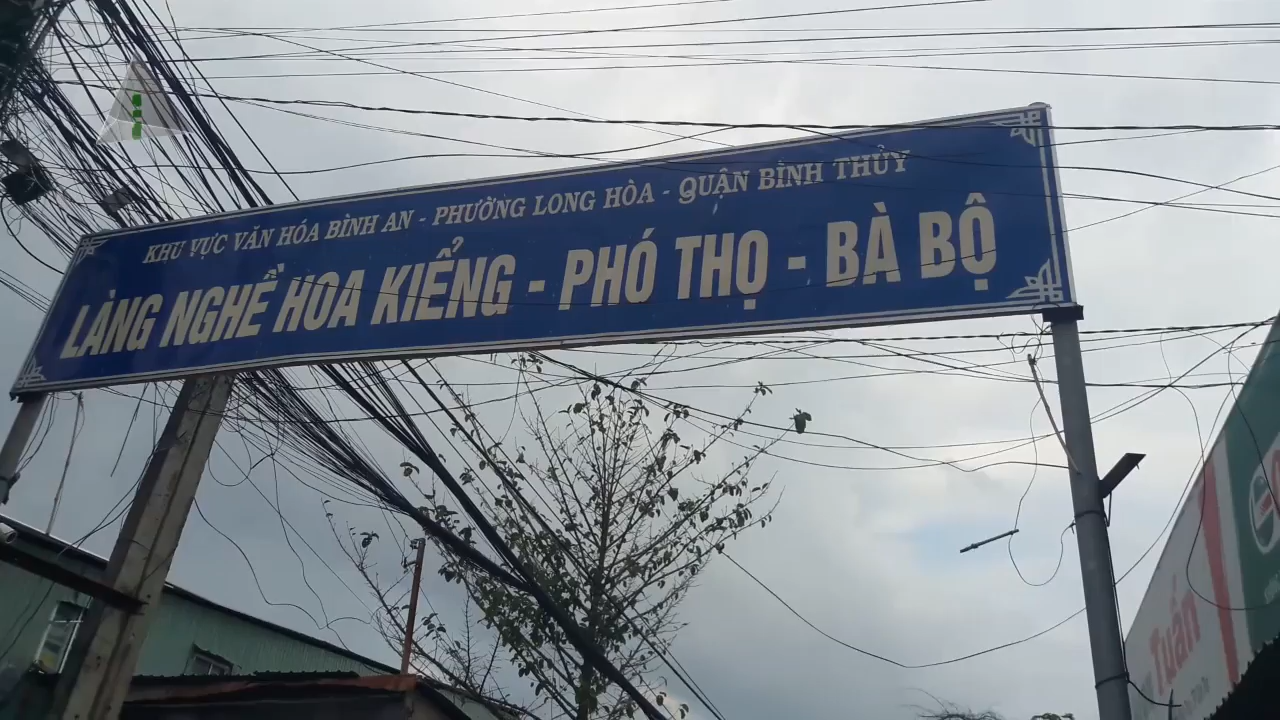 KHU VỰC VĂN HÓA BÌNH AN - PHƯỜNG LONG HÒA - QUẬN BÌNH THỦY
LÀNG NGHỀ HOA KIỂNG - PHÓ THỌ - BÀ BỘ
Tuấn